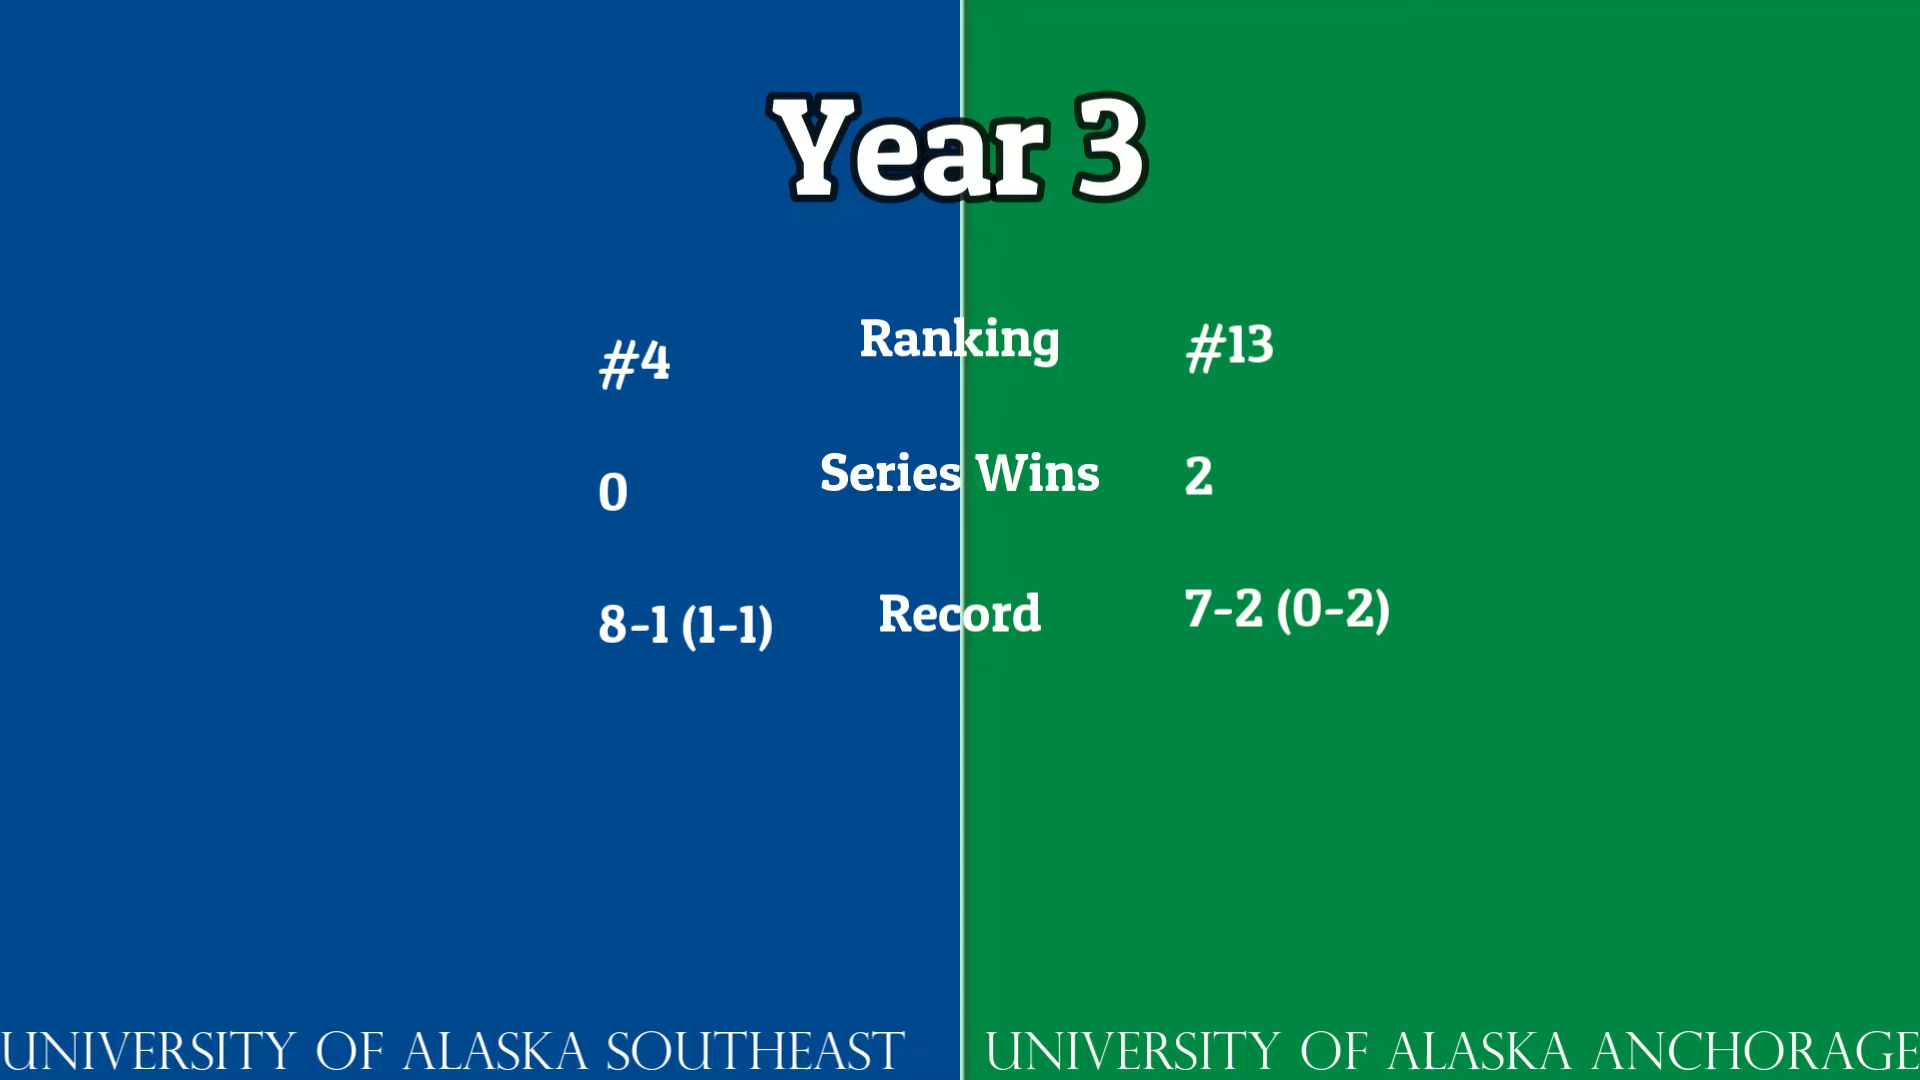 Year 3
#4 Ranking #13
0 Series Wins 2
8-1 (1-1) Record 7-2 (0-2)
UNIVERSITY OF ALASKA SOUTHEAST UNIVERSITY OF ALASKA ANCHORAGE